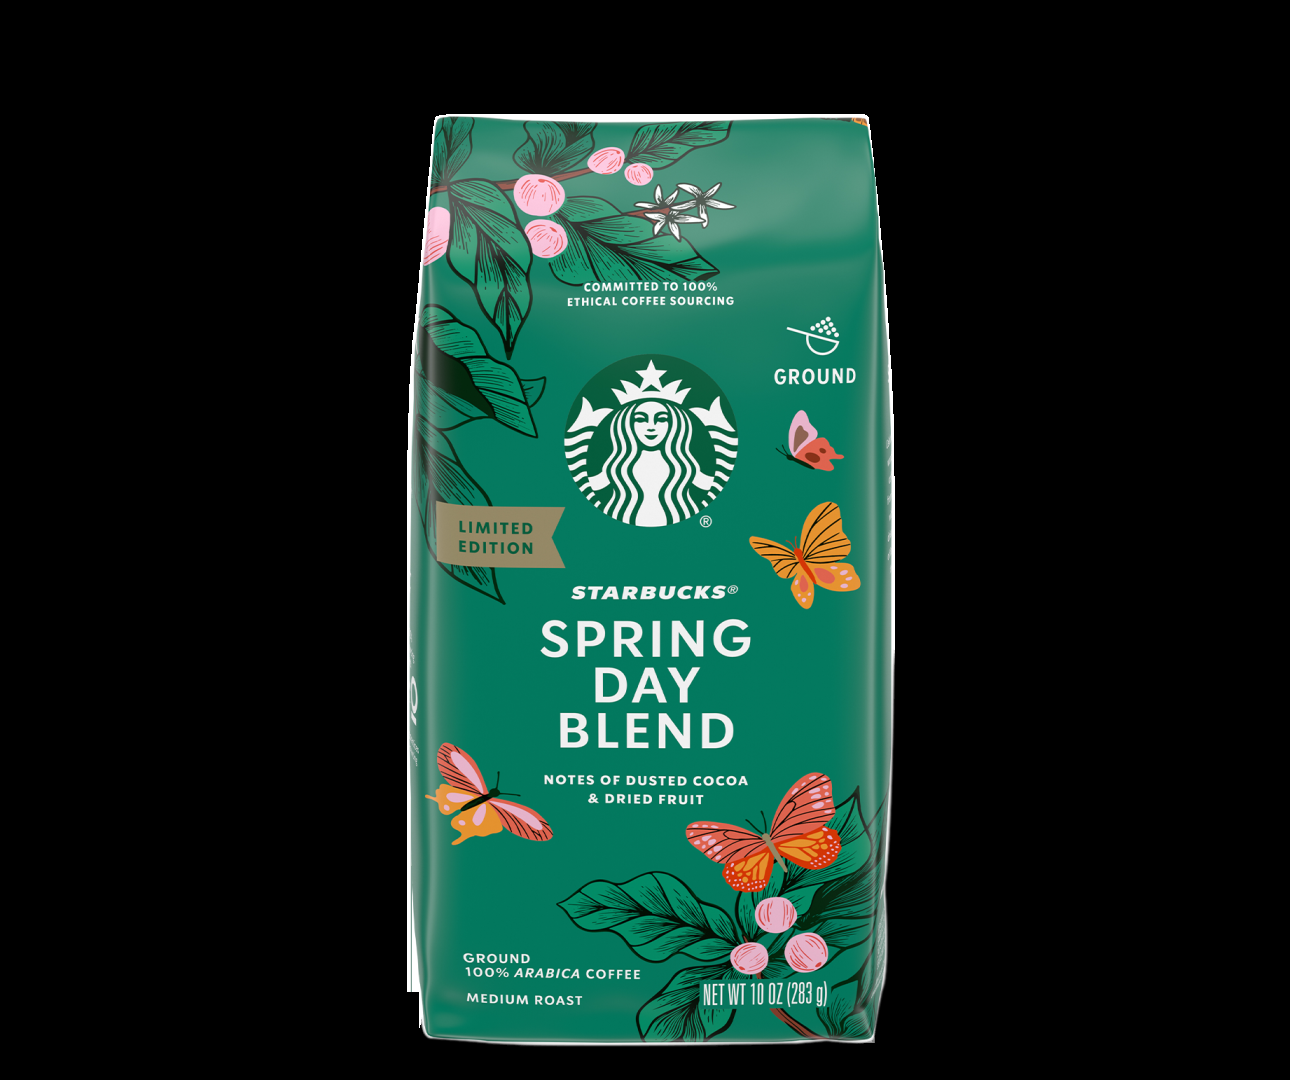 COMMITTED TO 100%
ETHICAL COFFEE SOURCING
GROUND
®
LIMITED
EDITION
STARBUCKS®
SPRING
DAY
BLEND
NOTES OF DUSTED COCOA
& DRIED FRUIT
GROUND
100% ARABICA COFFEE
MEDIUM ROAST
NET WT 10 OZ (283 g)